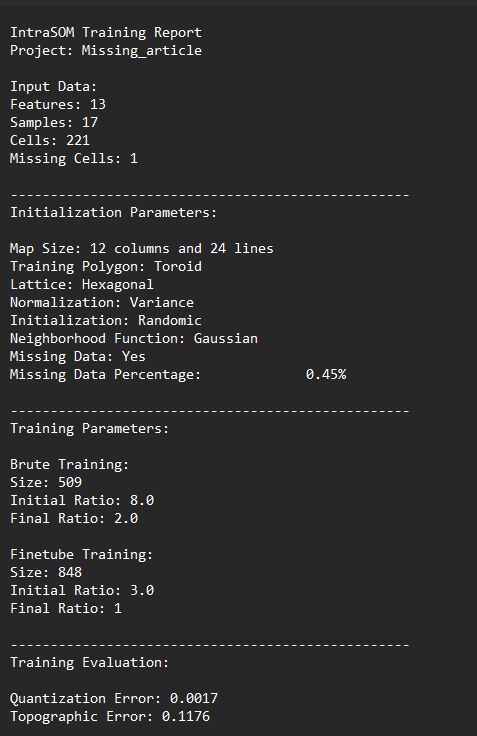 IntraSOM Training Report
Project: Missing_article
Input Data:
Features: 13
Samples: 17
Cells: 221
Missing Cells: 1
--------------------------------------------------
Initialization Parameters:
Map Size: 12 columns and 24 lines
Training Polygon: Toroid
Lattice: Hexagonal
Normalization: Variance
Initialization: Randomic
Neighborhood Function: Gaussian
Missing Data: Yes
Missing Data Percentage: 0.45%
--------------------------------------------------
Training Parameters:
Brute Training:
Size: 509
Initial Ratio: 8.0
Final Ratio: 2.0
Finetube Training:
Size: 848
Initial Ratio: 3.0
Final Ratio: 1
--------------------------------------------------
Training Evaluation:
Quantization Error: 0.0017
Topographic Error: 0.1176